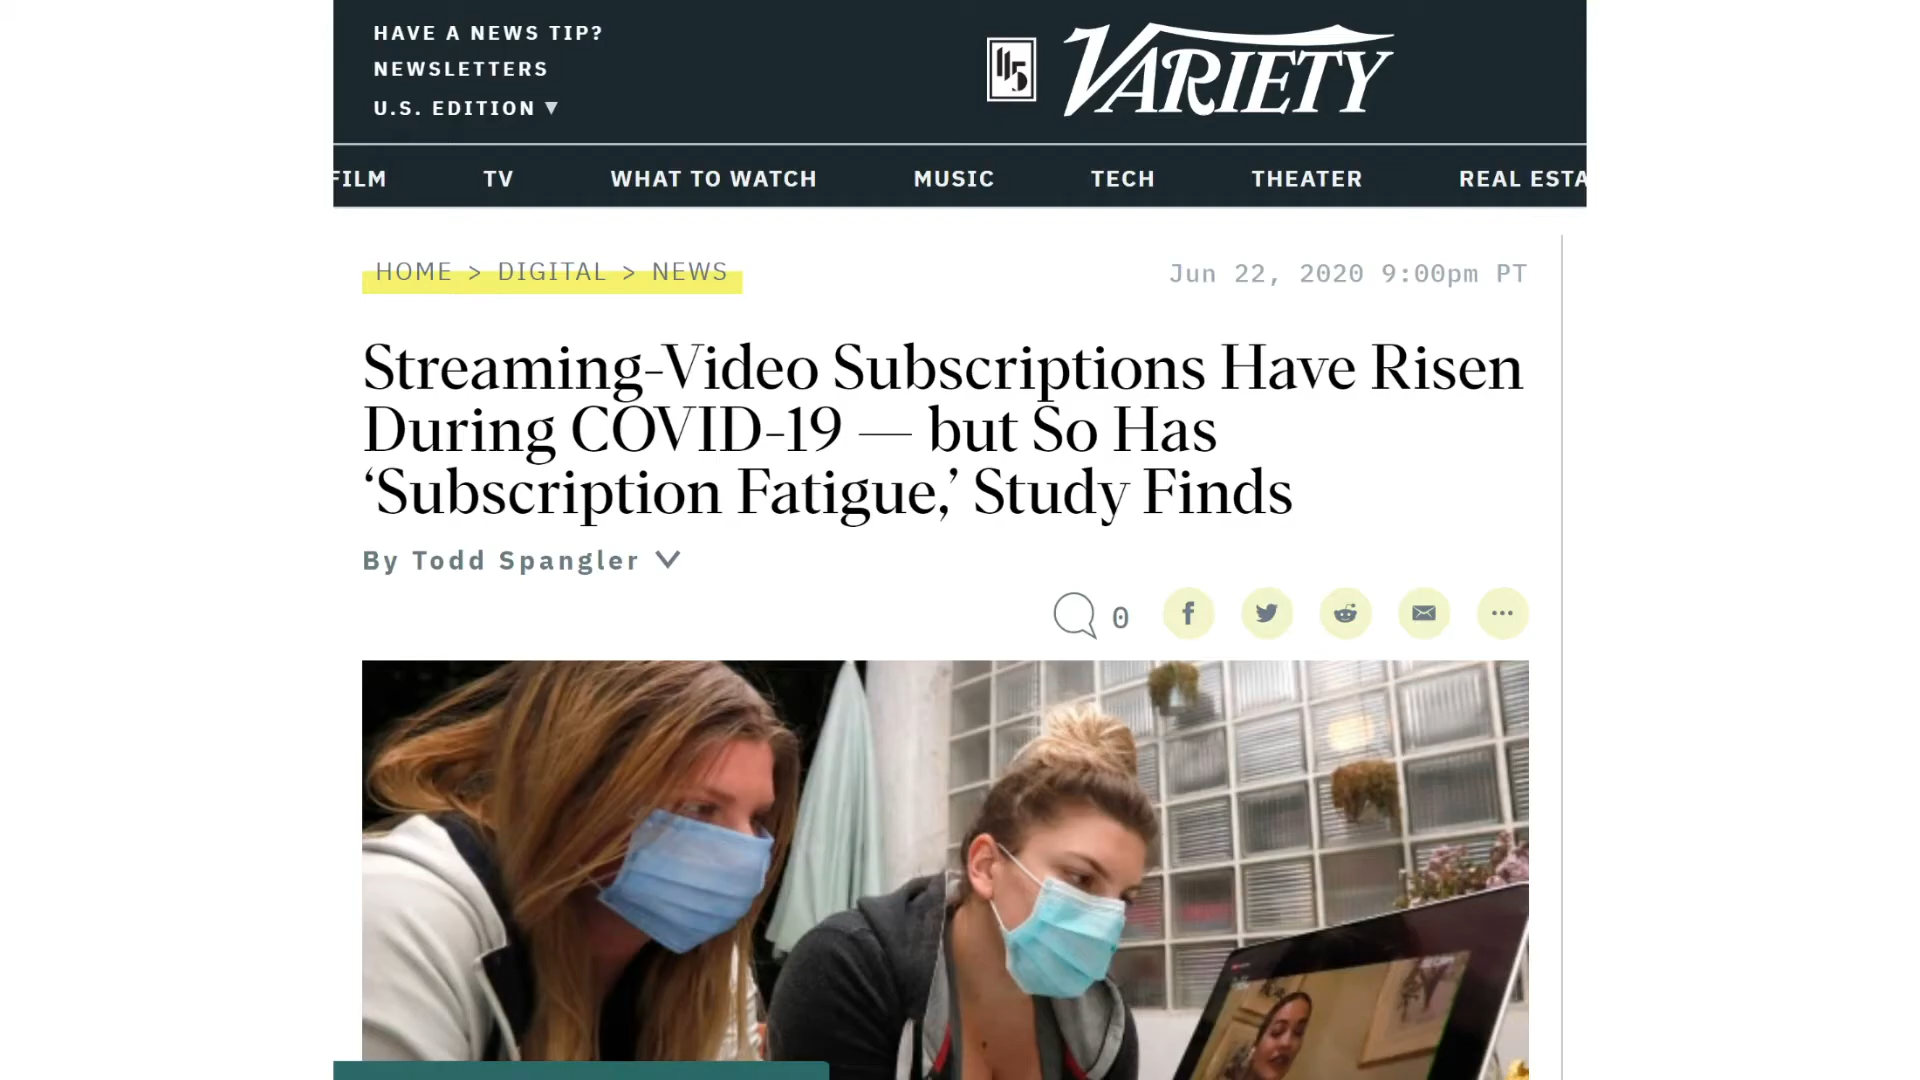 HAVE A NEWS TIP?
NEWSLETTERS
U.S. EDITION ▼
115
VARIETY
FILM TV WHAT TO WATCH MUSIC TECH THEATER REAL ESTA
HOME > DIGITAL > NEWS
Jun 22, 2020 9:00pm PT
Streaming-Video Subscriptions Have Risen
During COVID-19 — but So Has
‘Subscription Fatigue,’ Study Finds
By Todd Spangler
0